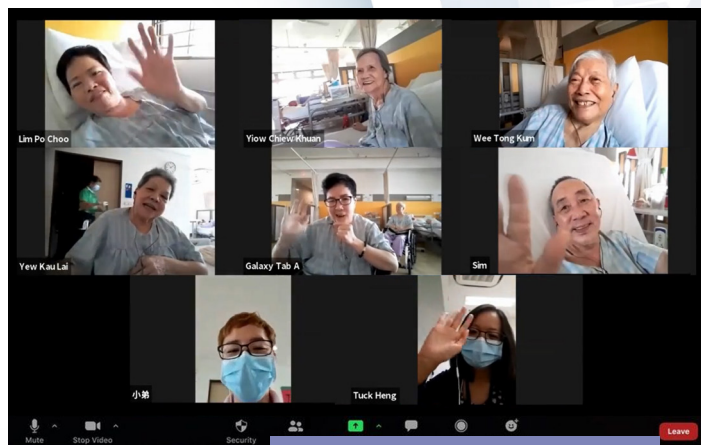 Lim Po Choo
Yiow Chiew Khuan
Wee Tong Kum
Yew Kau Lai
Galaxy Tab A
Sim
小弟
Tuck Heng
Mute
Stop Video
Security
Leave